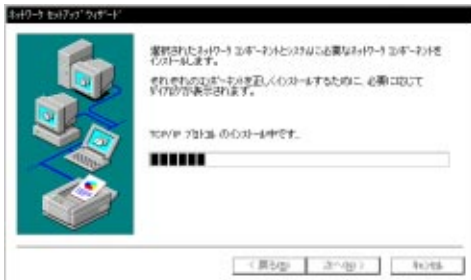 ネットワーク セットアップ ウィザード
選択されたネットワーク コンポーネントとシステムに必要なネットワーク コンポーネントを
インストールします。
それぞれのコンポーネントを正しくインストールするために、必要に応じて
ダイアログが表示されます。
TCP/IP プロトコル のインストール中です...
< 戻る(B)
次へ(N) >
キャンセル